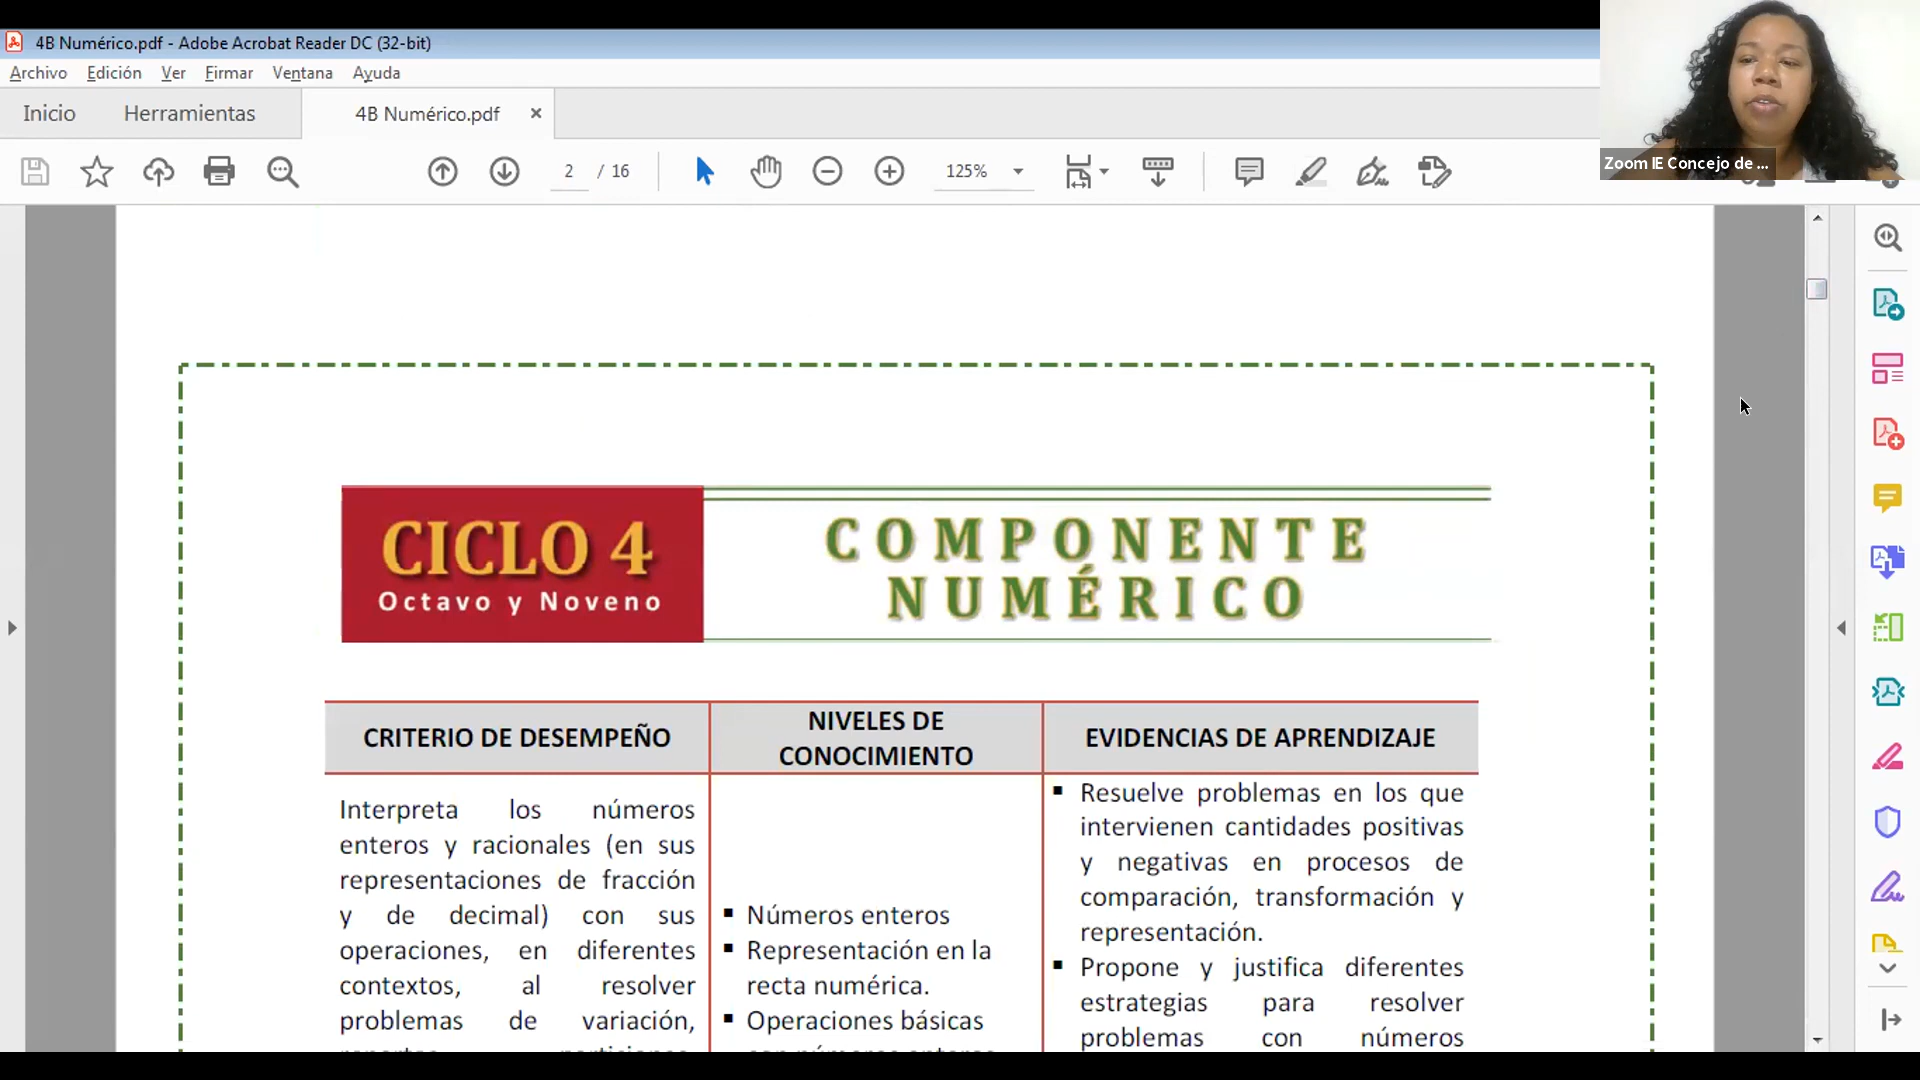 4B Numérico.pdf - Adobe Acrobat Reader DC (32-bit)
Archivo Edición Ver Firmar Ventana Ayuda
Inicio Herramientas 4B Numérico.pdf ×
2 / 16 125%
Zoom IE Concejo de ...
CICLO 4
Octavo y Noveno
COMPONENTE
NUMÉRICO
CRITERIO DE DESEMPEÑO
NIVELES DE
CONOCIMIENTO
EVIDENCIAS DE APRENDIZAJE
Interpreta los números
enteros y racionales (en sus
representaciones de fracción
y de decimal) con sus
operaciones, en diferentes
contextos, al resolver
problemas de variación,
▪ Números enteros
▪ Representación en la
recta numérica.
▪ Operaciones básicas
▪ Resuelve problemas en los que
intervienen cantidades positivas
y negativas en procesos de
comparación, transformación y
representación.
▪ Propone y justifica diferentes
estrategias para resolver
problemas con números